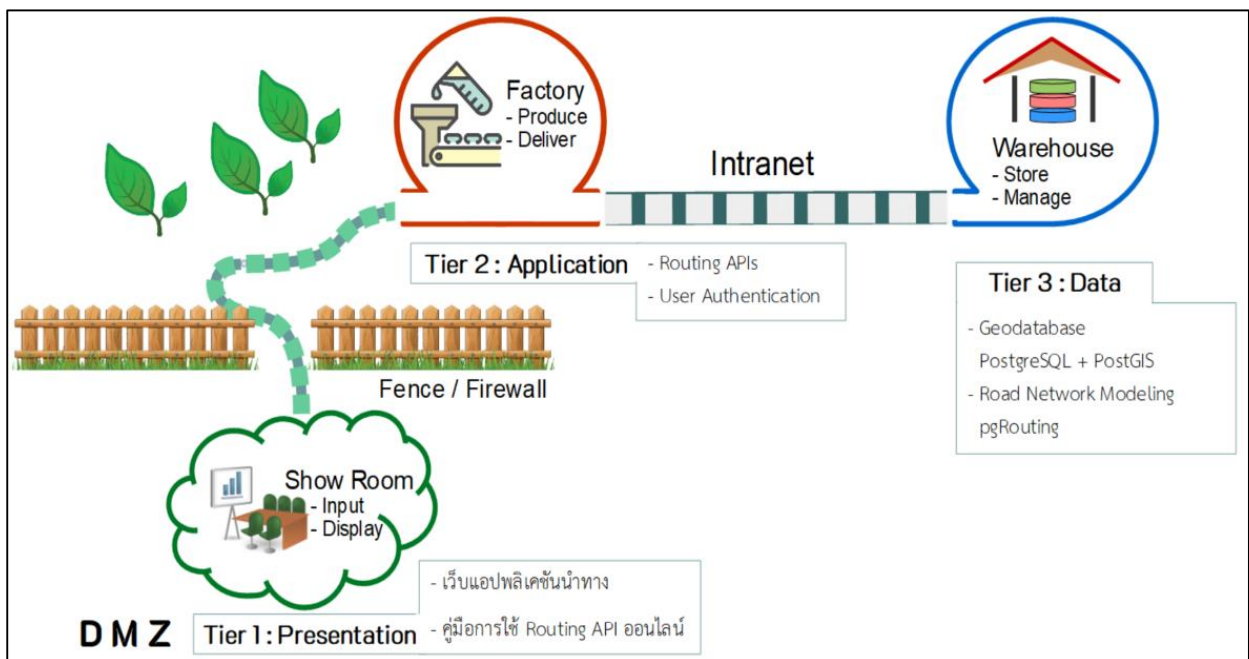 Factory
- Produce
- Deliver
Intranet
Warehouse
- Store
- Manage
Tier 2 : Application
- Routing APIs
- User Authentication
Tier 3 : Data
- Geodatabase
PostgreSQL + PostGIS
- Road Network Modeling
pgRouting
Fence / Firewall
Show Room
- Input
- Display
DMZ
Tier 1 : Presentation
- เว็บแอปพลิเคชันนำทาง
- คู่มือการใช้ Routing API ออนไลน์